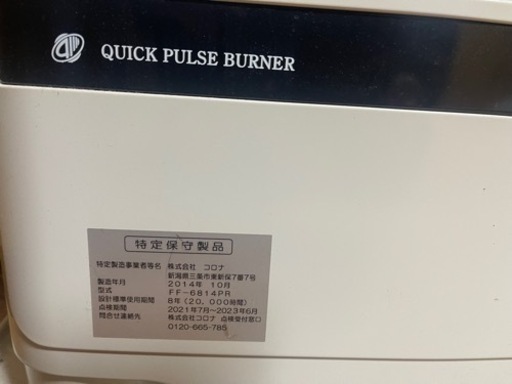 QUICK PULSE BURNER
特定保守製品
特定製造事業者等名 株式会社 コロナ
新潟県三条市東新保7番7号
製造年月 2014年 10月
型式 FF-6814PR
設計標準使用期間 8年(20,000時間)
点検期間 2021年7月~2023年6月
問合せ連絡先 株式会社コロナ 点検受付窓口
0120-665-785